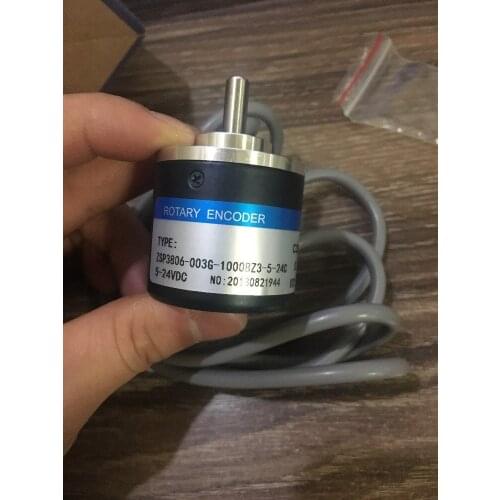 ROTARY ENCODER
TYPE:
ZSP3806-003G-1000BZ3-5-24C
5-24VDC NO:20130821944